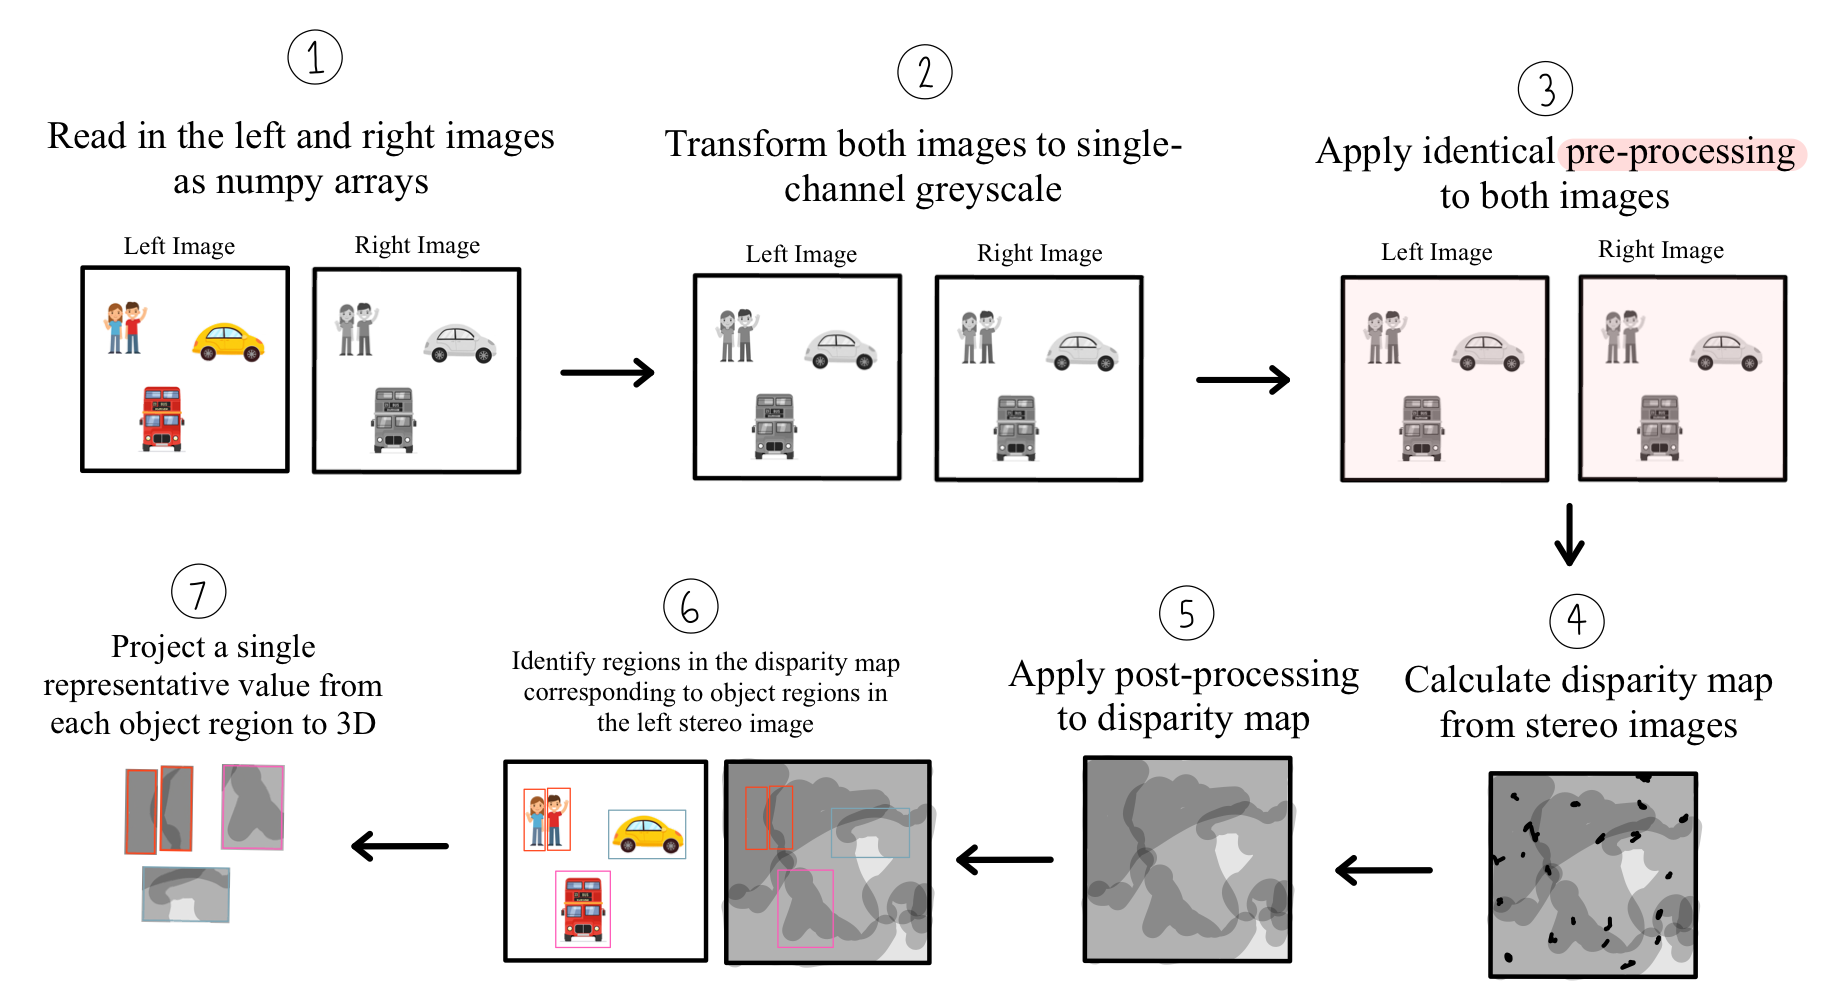 1
Read in the left and right images
as numpy arrays
Left Image
Right Image
2
Transform both images to single-
channel greyscale
Left Image
Right Image
3
Apply identical pre-processing
to both images
Left Image
Right Image
4
Calculate disparity map
from stereo images
5
Apply post-processing
to disparity map
6
Identify regions in the disparity map
corresponding to object regions in
the left stereo image
7
Project a single
representative value from
each object region to 3D